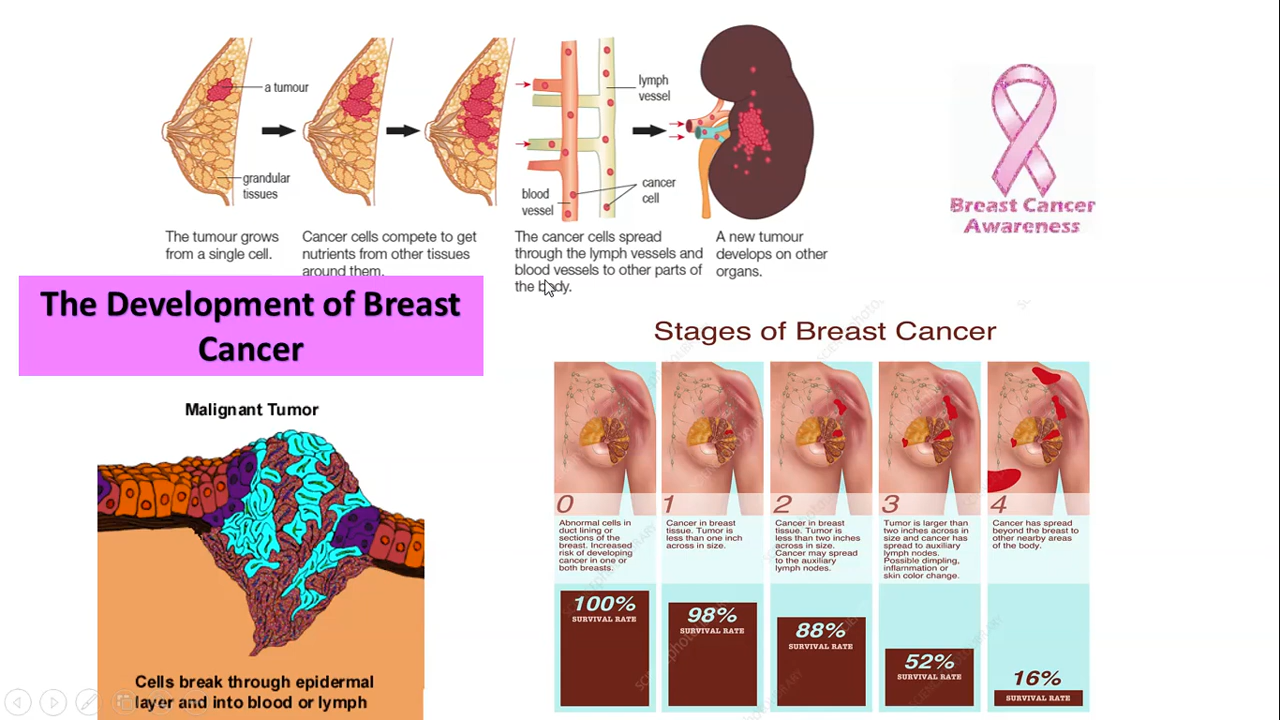 a tumour
grandular
tissues
lymph
vessel
blood
vessel
cancer
cell
The tumour grows
from a single cell.
Cancer cells compete to get
nutrients from other tissues
around them.
The cancer cells spread
through the lymph vessels and
blood vessels to other parts of
the body.
A new tumour
develops on other
organs.
Breast Cancer
Awareness
The Development of Breast
Cancer
Malignant Tumor
Cells break through epidermal
layer and into blood or lymph
Stages of Breast Cancer
0
Abnormal cells in
duct lining or
sections of the
breast. Increased
risk of developing
cancer in one or
both breasts.
100%
SURVIVAL RATE
1
Cancer in breast
tissue. Tumor is
less than one inch
across in size.
98%
SURVIVAL RATE
2
Cancer in breast
tissue. Tumor is
less than two inches
across in size.
Cancer may spread
to the auxiliary
lymph nodes.
88%
SURVIVAL RATE
3
Tumor is larger than
two inches across in
size and cancer has
spread to auxiliary
lymph nodes.
Possible dimpling,
inflammation or
skin color change.
52%
SURVIVAL RATE
4
Cancer has spread
beyond the breast to
other nearby areas
of the body.
16%
SURVIVAL RATE